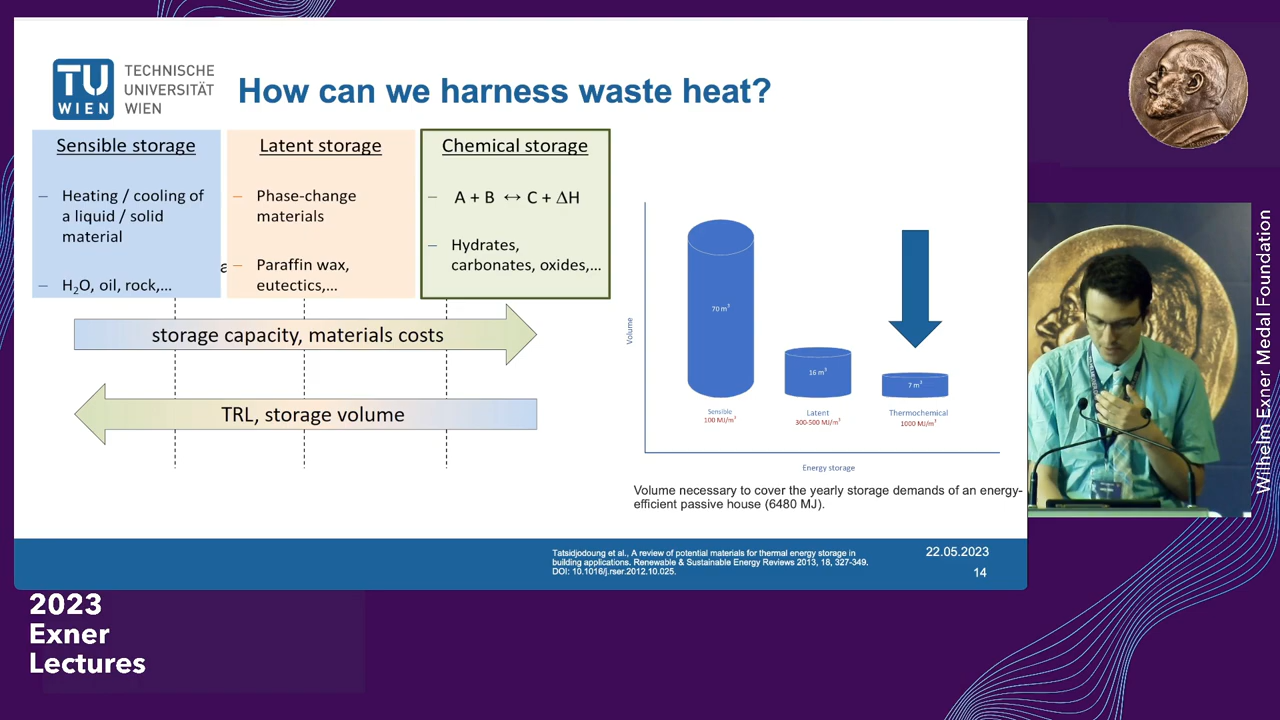 TU
WIEN
TECHNISCHE
UNIVERSITÄT
WIEN
How can we harness waste heat?
Sensible storage
– Heating / cooling of
a liquid / solid
material
– H₂O, oil, rock,...
a
Latent storage
– Phase-change
materials
– Paraffin wax,
eutectics,...
Chemical storage
– A + B ↔ C + ΔH
– Hydrates,
carbonates, oxides,...
storage capacity, materials costs
TRL, storage volume
Volume
70 m³
16 m³
7 m³
Sensible
100 MJ/m³
Latent
300-500 MJ/m³
Thermochemical
1000 MJ/m³
Energy storage
Volume necessary to cover the yearly storage demands of an energy-
efficient passive house (6480 MJ).
Tatsidjodoung et al., A review of potential materials for thermal energy storage in
building applications. Renewable & Sustainable Energy Reviews 2013, 18, 327-349.
DOI: 10.1016/j.rser.2012.10.025.
22.05.2023
14
Wilhelm Exner Medal Foundation
2023
Exner
Lectures